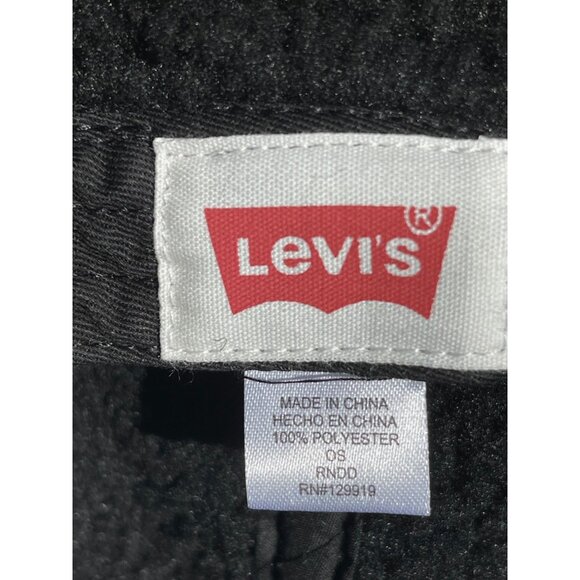 LEVI'S®
MADE IN CHINA
HECHO EN CHINA
100% POLYESTER
OS
RNDD
RN#129919